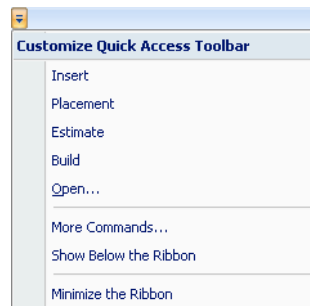 Customize Quick Access Toolbar
Insert
Placement
Estimate
Build
Open...
More Commands...
Show Below the Ribbon
Minimize the Ribbon